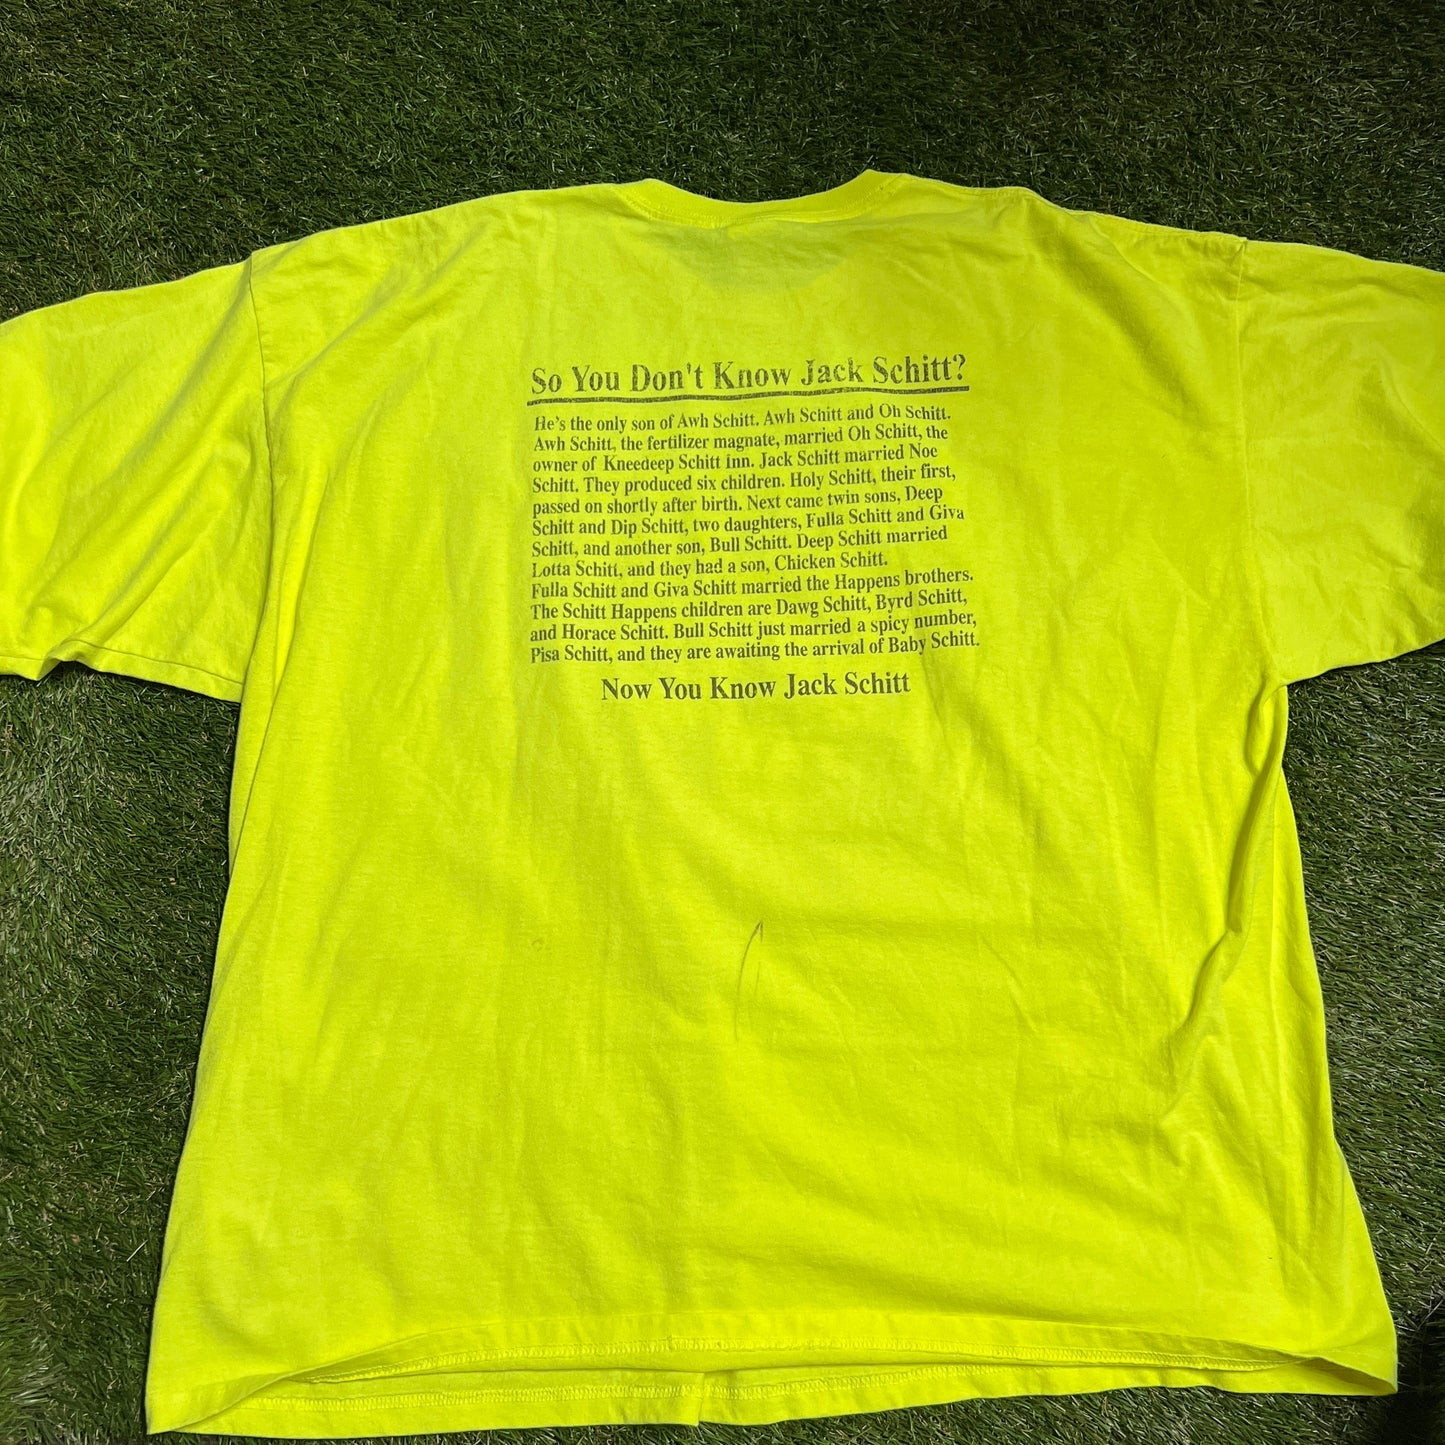 So You Don't Know Jack Schitt?
He's the only son of Awh Schitt. Awh Schitt and Oh Schitt.
Awh Schitt, the fertilizer magnate, married Oh Schitt, the
owner of Kneedeep Schitt Inn. Jack Schitt married Noe
Schitt. They produced six children. Holy Schitt, their first,
passed on shortly after birth. Next came twin sons, Deep
Schitt and Dip Schitt, two daughters, Fulla Schitt and Giva
Schitt, and another son, Bull Schitt. Deep Schitt married
Lotta Schitt, and they had a son, Chicken Schitt.
Fulla Schitt and Giva Schitt married the Happens brothers.
The Schitt Happens children are Dawg Schitt, Byrd Schitt,
and Horace Schitt. Bull Schitt just married a spicy number,
Pisa Schitt, and they are awaiting the arrival of Baby Schitt.
Now You Know Jack Schitt